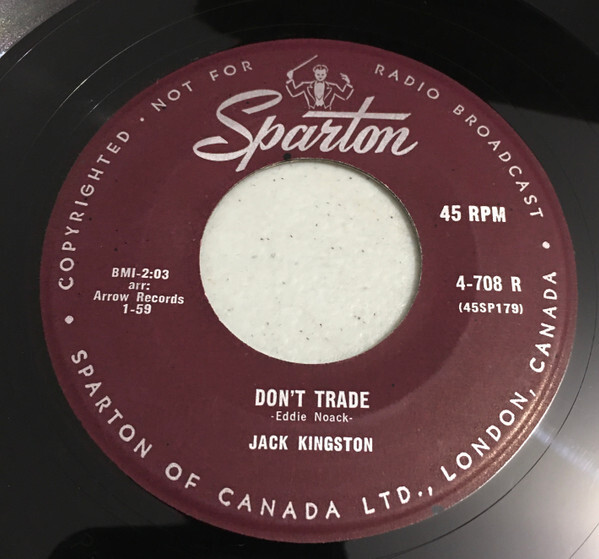 COPYRIGHTED · NOT FOR RADIO BROADCAST
Sparton
45 RPM
BMI-2:03
arr:
Arrow Records
1-59
4-708 R
(45SP179)
DON'T TRADE
-Eddie Noack-
JACK KINGSTON
• SPARTON OF CANADA LTD., LONDON, CANADA •